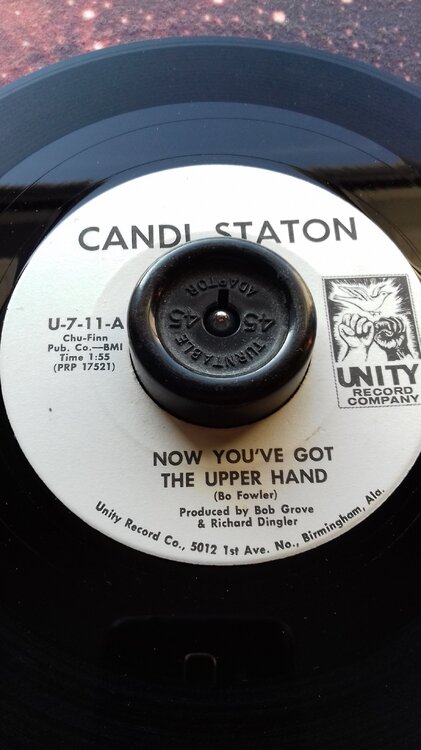 CANDI STATON
U-7-11-A
Chu-Finn
Pub. Co.—BMI
Time 1:55
(PRP 17521)
UNITY
RECORD
COMPANY
TURNTABLE
ADAPTOR
45
45
NOW YOU'VE GOT
THE UPPER HAND
(Bo Fowler)
Produced by Bob Grove
& Richard Dingler
Unity Record Co., 5012 1st Ave. No., Birmingham, Ala.